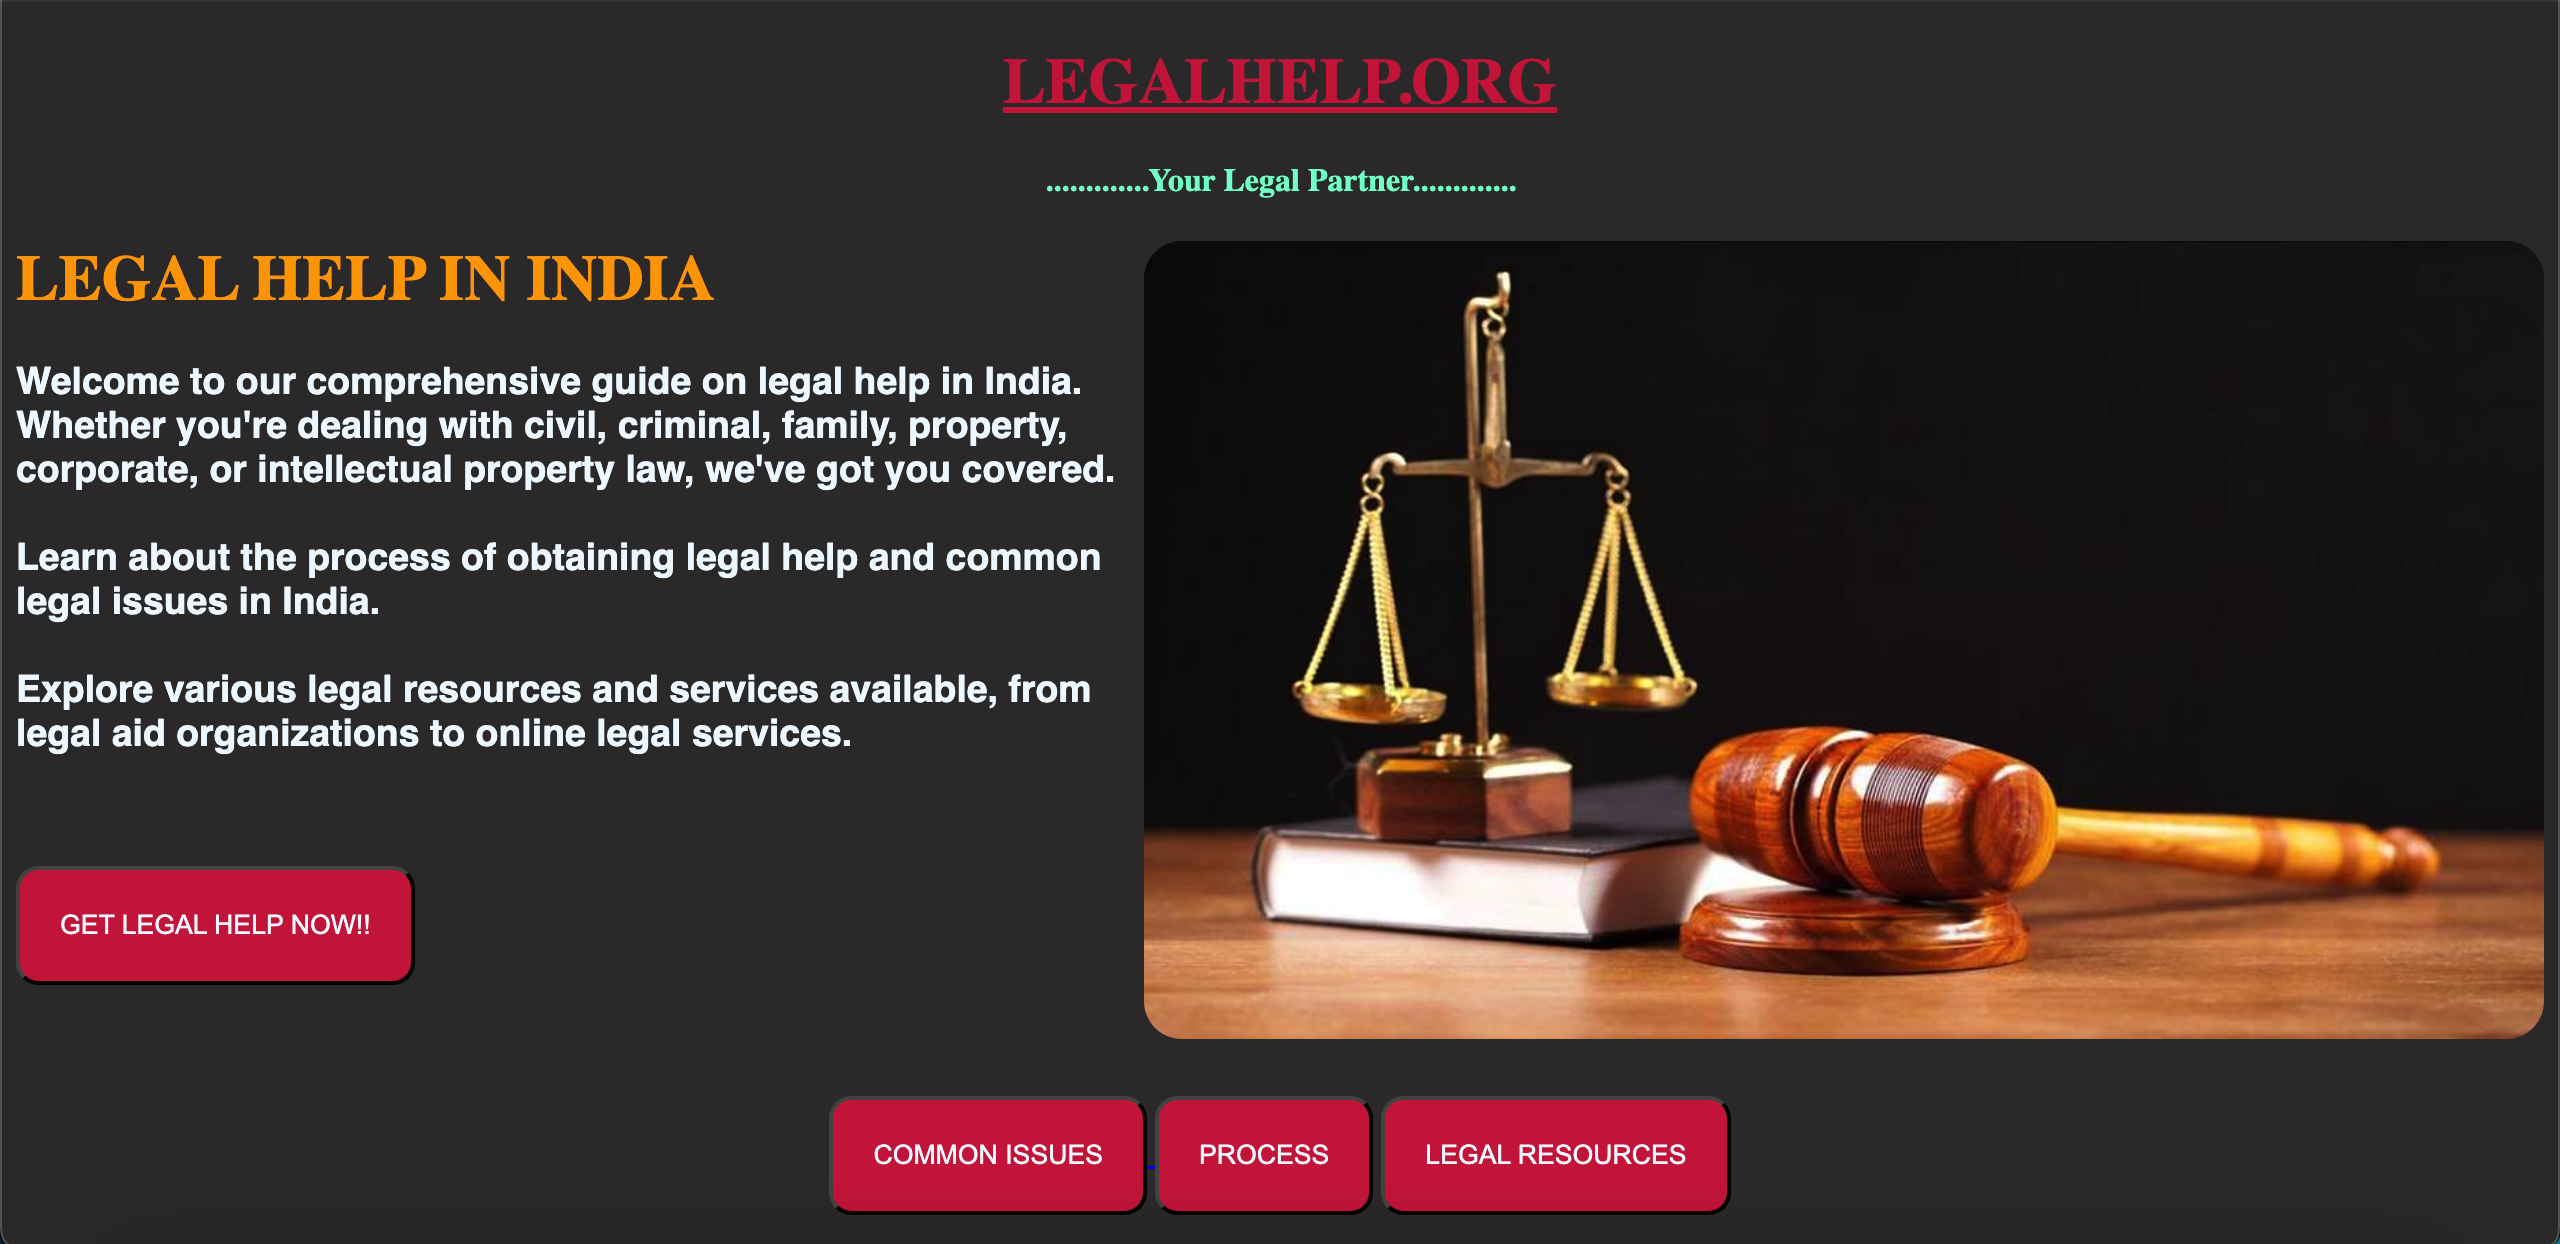 LEGALHELP.ORG
.............Your Legal Partner.............
LEGAL HELP IN INDIA
Welcome to our comprehensive guide on legal help in India.
Whether you're dealing with civil, criminal, family, property,
corporate, or intellectual property law, we've got you covered.
Learn about the process of obtaining legal help and common
legal issues in India.
Explore various legal resources and services available, from
legal aid organizations to online legal services.
GET LEGAL HELP NOW!!
COMMON ISSUES
PROCESS
LEGAL RESOURCES